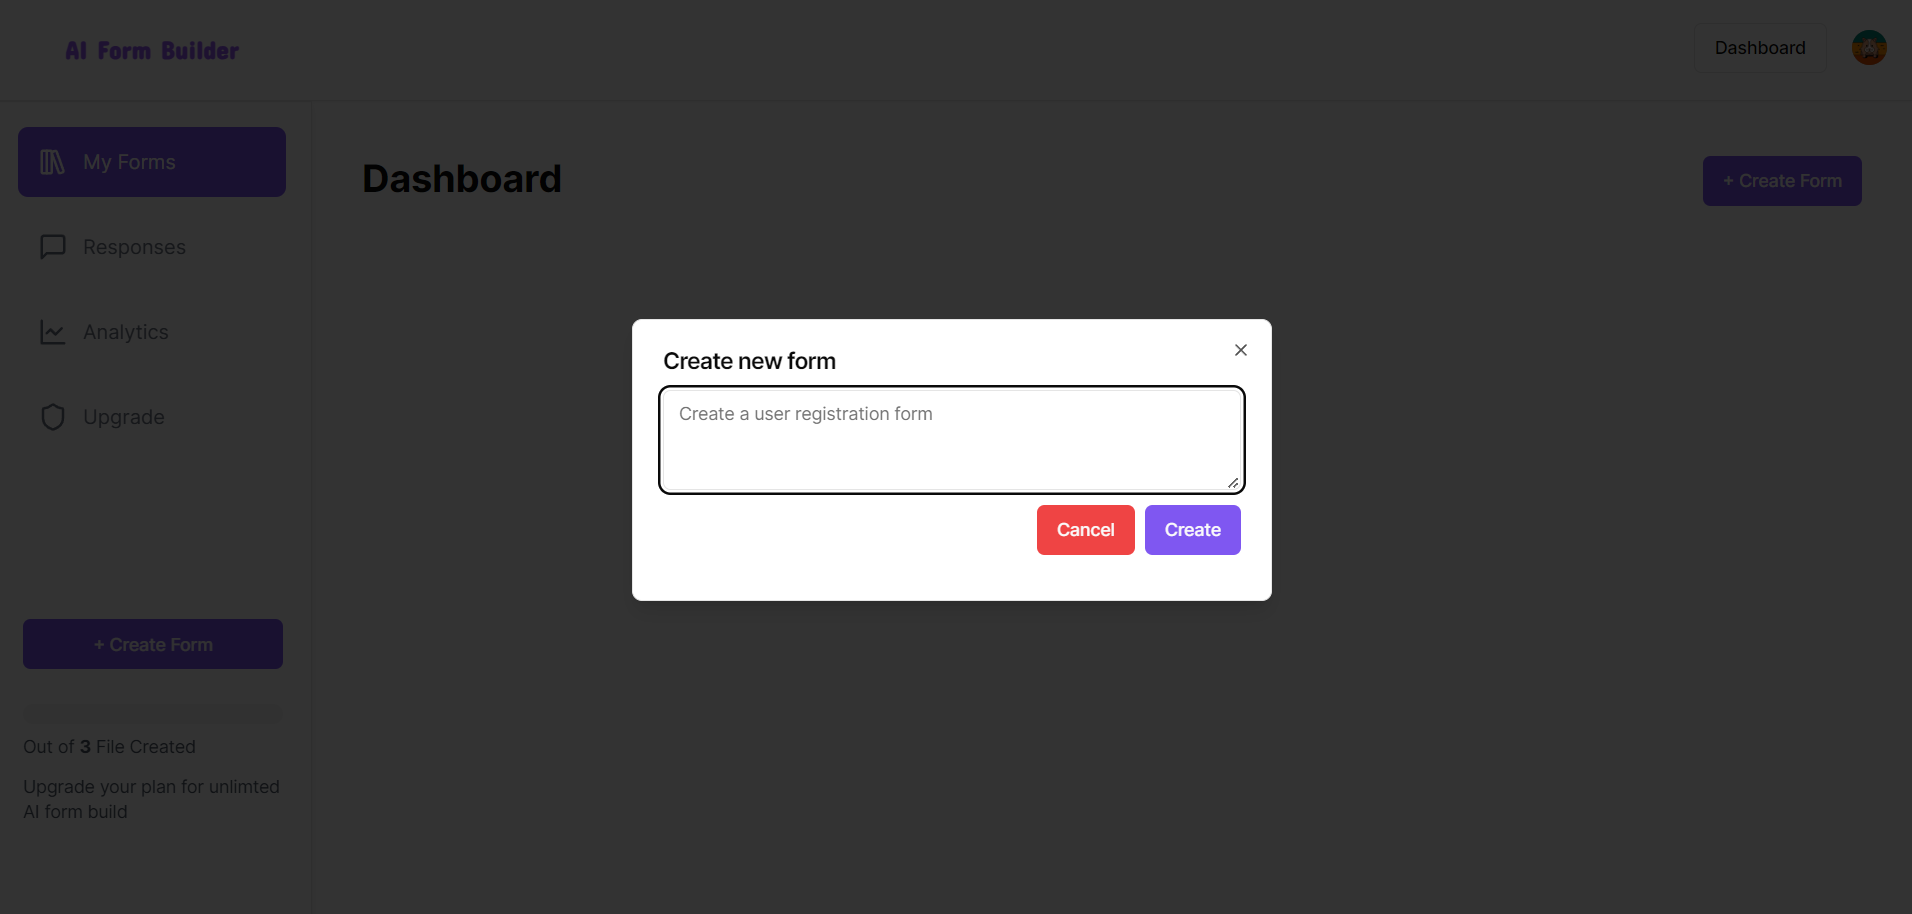 AI Form Builder
Dashboard
My Forms
Responses
Analytics
Upgrade
+ Create Form
Out of 3 File Created
Upgrade your plan for unlimted
AI form build
Dashboard
+ Create Form
Create new form
Create a user registration form
Cancel
Create